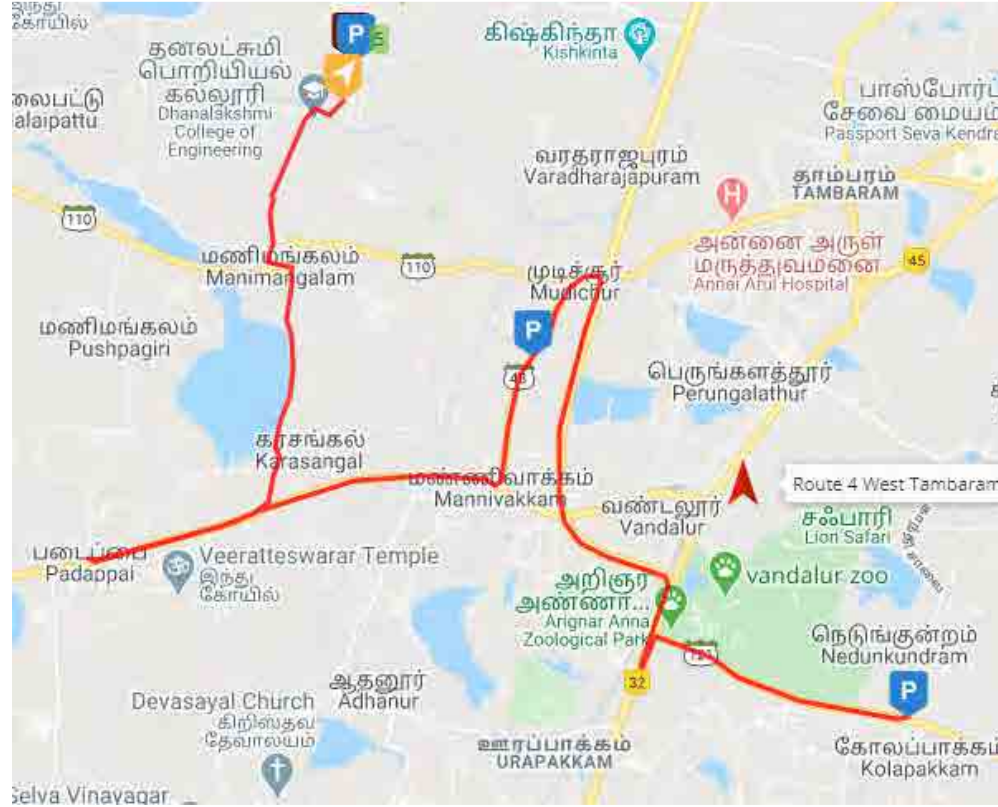 கோயில்
P
தனலட்சுமி
பொறியியல்
கல்லூரி
Dhanalakshmi
College of
Engineering
கிஷ்கிந்தா
Kishkinta
லைபட்டு
alaipattu
பாஸ்போர்ட்
சேவை மையம்
Passport Seva Kendra
வரதராஜபுரம்
Varadharajapuram
தாம்பரம்
TAMBARAM
H
110
அன்னை அருள்
மருத்துவமனை
Annai Arul Hospital
45
மணிமங்கலம்
Manimangalam
110
முடிச்சூர்
Mudichur
மணிமங்கலம்
Pushpagiri
P
48
பெருங்களத்தூர்
Perungalathur
கரசங்கல்
Karasangal
மண்ணிவாக்கம்
Mannivakkam
Route 4 West Tambaram
வண்டலூர்
Vandalur
சஃபாரி
Lion Safari
படைப்பை
Padappai
Veeratteswarar Temple
இந்து
கோயில்
அறிஞர்
அண்ணா...
Arignar Anna
Zoological Park
vandalur zoo
121
நெடுங்குன்றம்
Nedunkundram
32
P
ஆதனூர்
Adhanur
Devasayal Church
கிறிஸ்தவ
தேவாலயம்
ஊரப்பாக்கம்
URAPAKKAM
கோலப்பாக்கம்
Kolapakkam
Selva Vinayagar